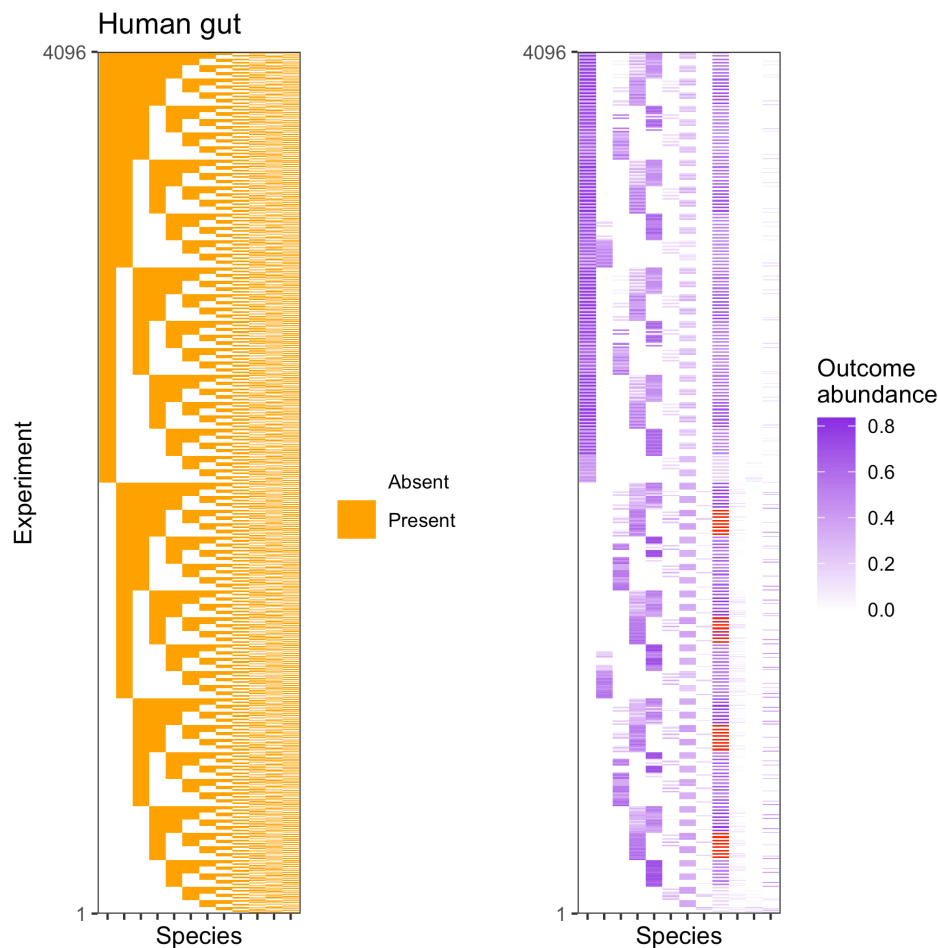 Human gut
4096
Experiment
1
Species
Absent
Present
4096
1
Species
Outcome
abundance
0.8
0.6
0.4
0.2
0.0